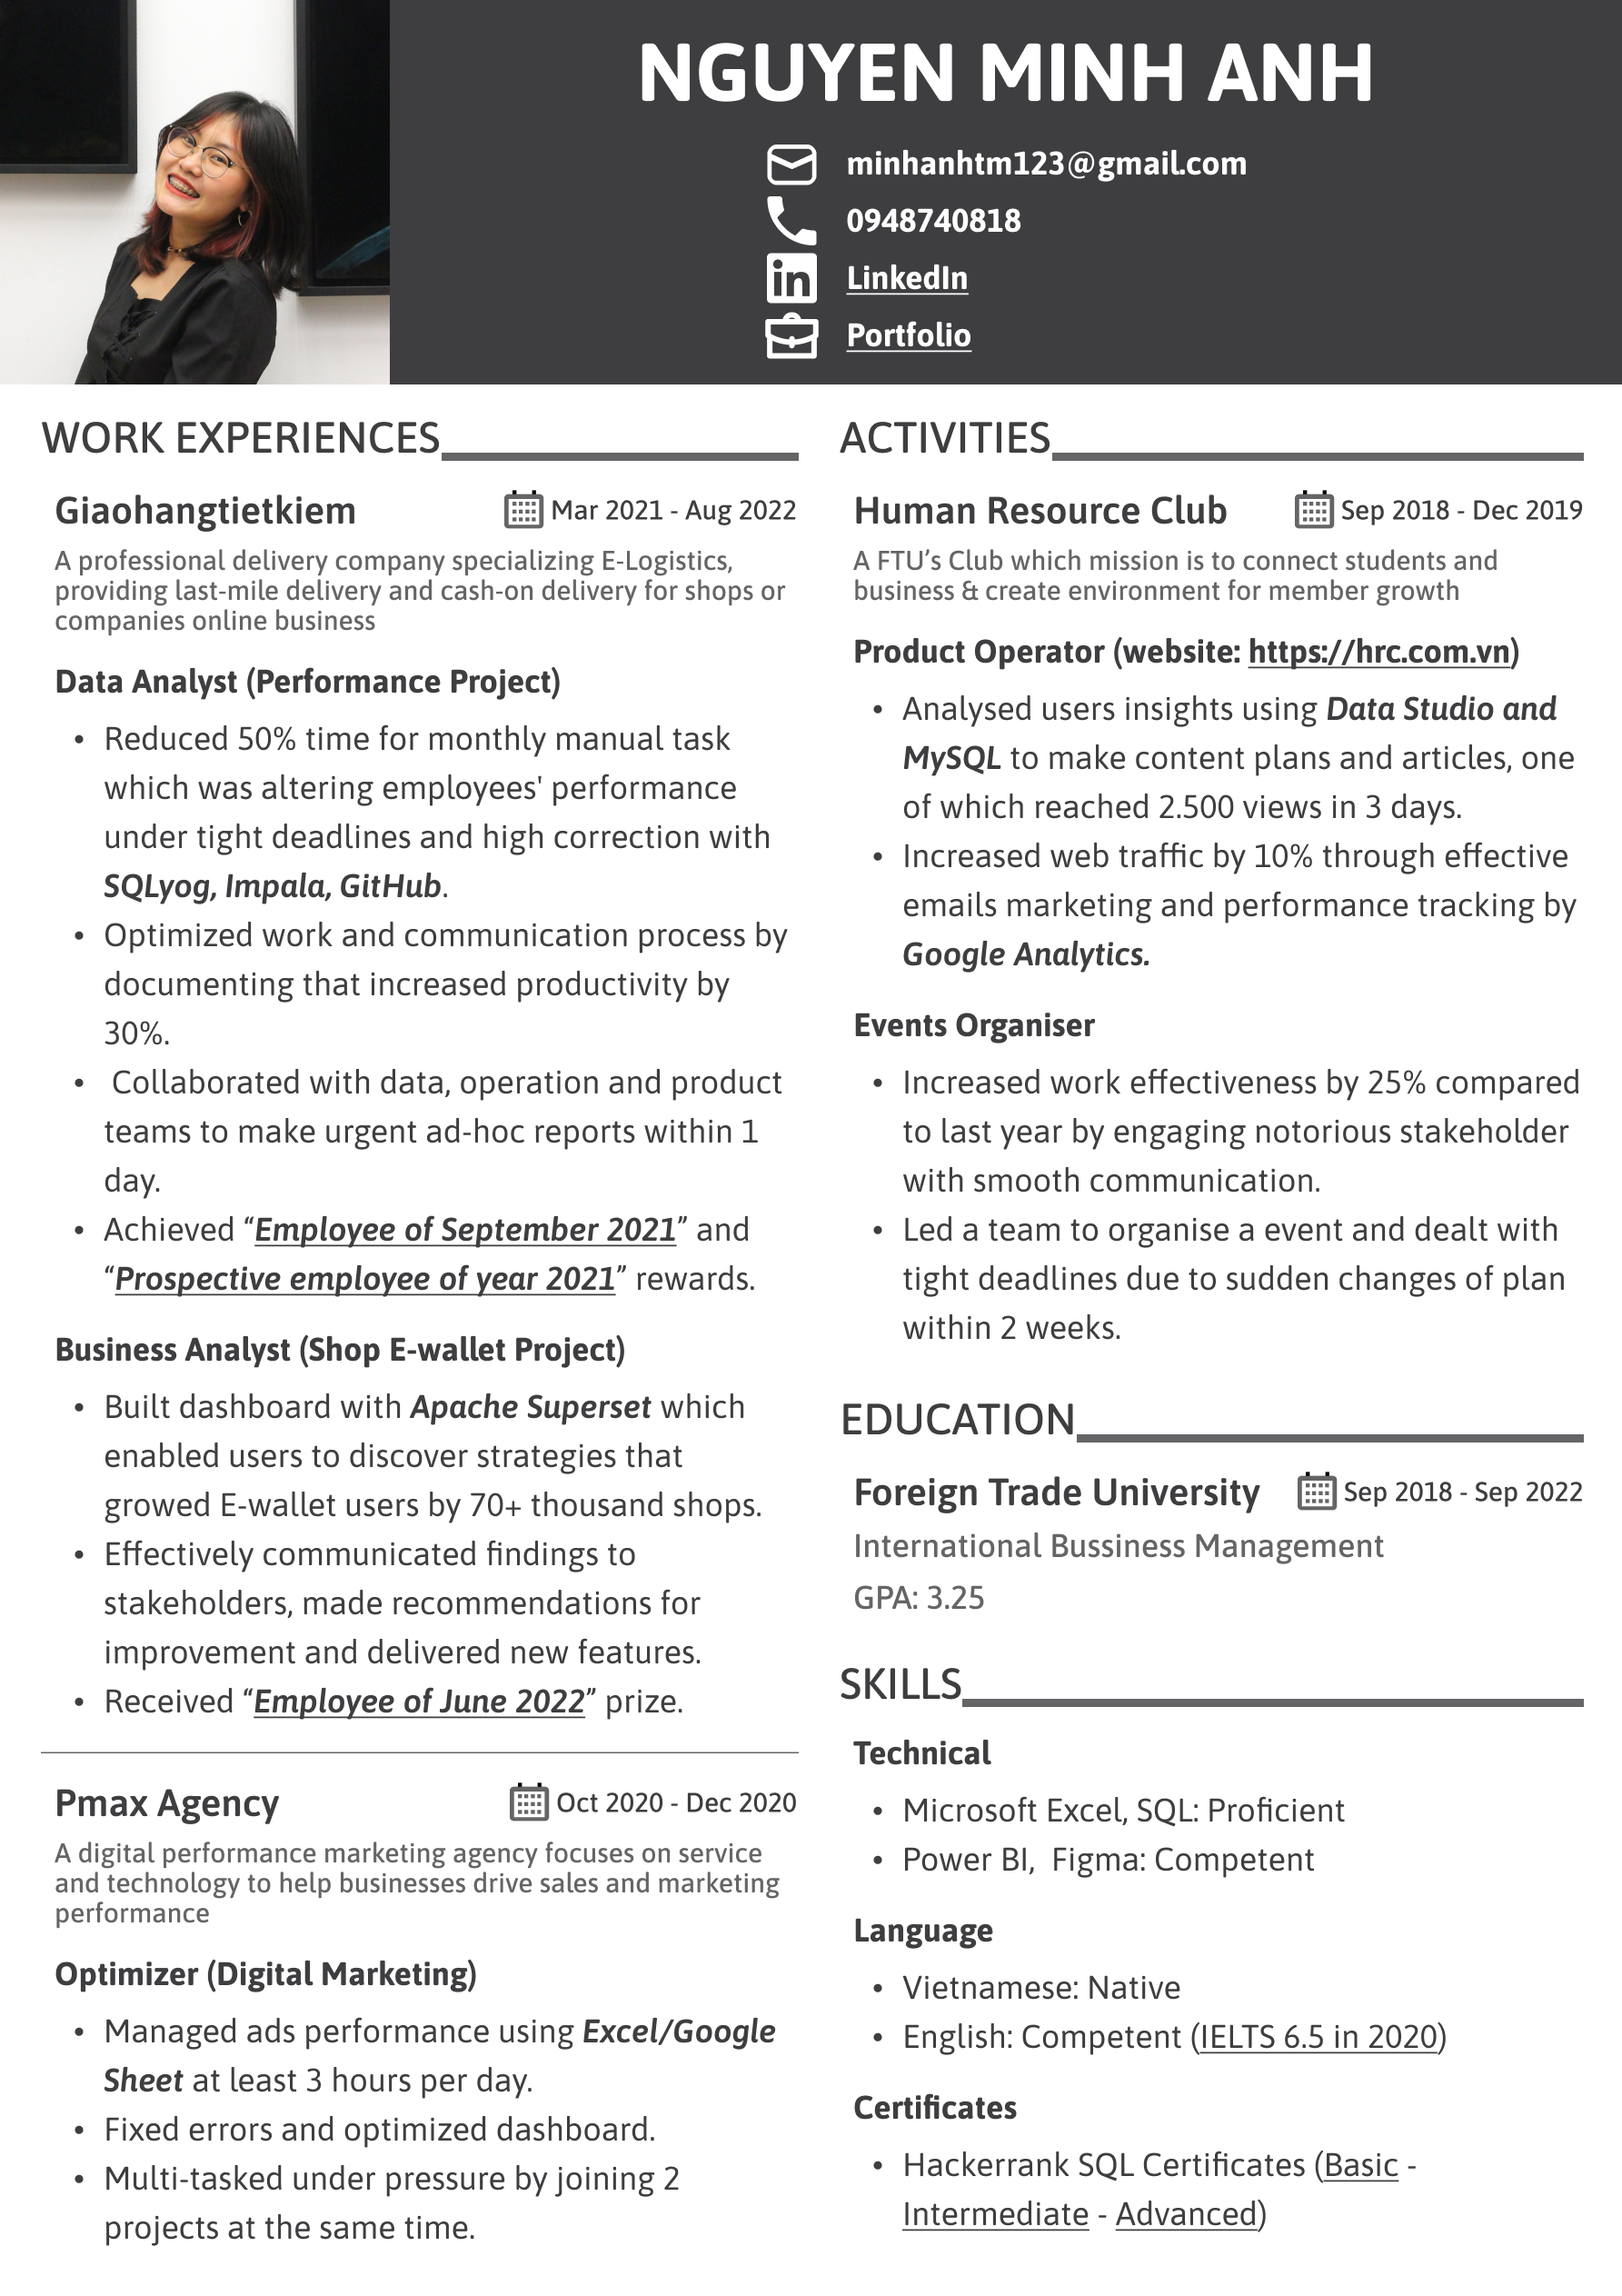 NGUYEN MINH ANH
minhanhtm123@gmail.com
0948740818
LinkedIn
Portfolio
WORK EXPERIENCES
Giaohangtietkiem
Mar 2021 - Aug 2022
A professional delivery company specializing E-Logistics,
providing last-mile delivery and cash-on delivery for shops or
companies online business
Data Analyst (Performance Project)
• Reduced 50% time for monthly manual task
which was altering employees' performance
under tight deadlines and high correction with
SQLyog, Impala, GitHub.
• Optimized work and communication process by
documenting that increased productivity by
30%.
• Collaborated with data, operation and product
teams to make urgent ad-hoc reports within 1
day.
• Achieved “Employee of September 2021” and
“Prospective employee of year 2021” rewards.
Business Analyst (Shop E-wallet Project)
• Built dashboard with Apache Superset which
enabled users to discover strategies that
growed E-wallet users by 70+ thousand shops.
• Effectively communicated findings to
stakeholders, made recommendations for
improvement and delivered new features.
• Received “Employee of June 2022” prize.
Pmax Agency
Oct 2020 - Dec 2020
A digital performance marketing agency focuses on service
and technology to help businesses drive sales and marketing
performance
Optimizer (Digital Marketing)
• Managed ads performance using Excel/Google
Sheet at least 3 hours per day.
• Fixed errors and optimized dashboard.
• Multi-tasked under pressure by joining 2
projects at the same time.
ACTIVITIES
Human Resource Club
Sep 2018 - Dec 2019
A FTU’s Club which mission is to connect students and
business & create environment for member growth
Product Operator (website: https://hrc.com.vn)
• Analysed users insights using Data Studio and
MySQL to make content plans and articles, one
of which reached 2.500 views in 3 days.
• Increased web traffic by 10% through effective
emails marketing and performance tracking by
Google Analytics.
Events Organiser
• Increased work effectiveness by 25% compared
to last year by engaging notorious stakeholder
with smooth communication.
• Led a team to organise a event and dealt with
tight deadlines due to sudden changes of plan
within 2 weeks.
EDUCATION
Foreign Trade University
Sep 2018 - Sep 2022
International Bussiness Management
GPA: 3.25
SKILLS
Technical
• Microsoft Excel, SQL: Proficient
• Power BI,  Figma: Competent
Language
• Vietnamese: Native
• English: Competent (IELTS 6.5 in 2020)
Certificates
• Hackerrank SQL Certificates (Basic -
Intermediate - Advanced)